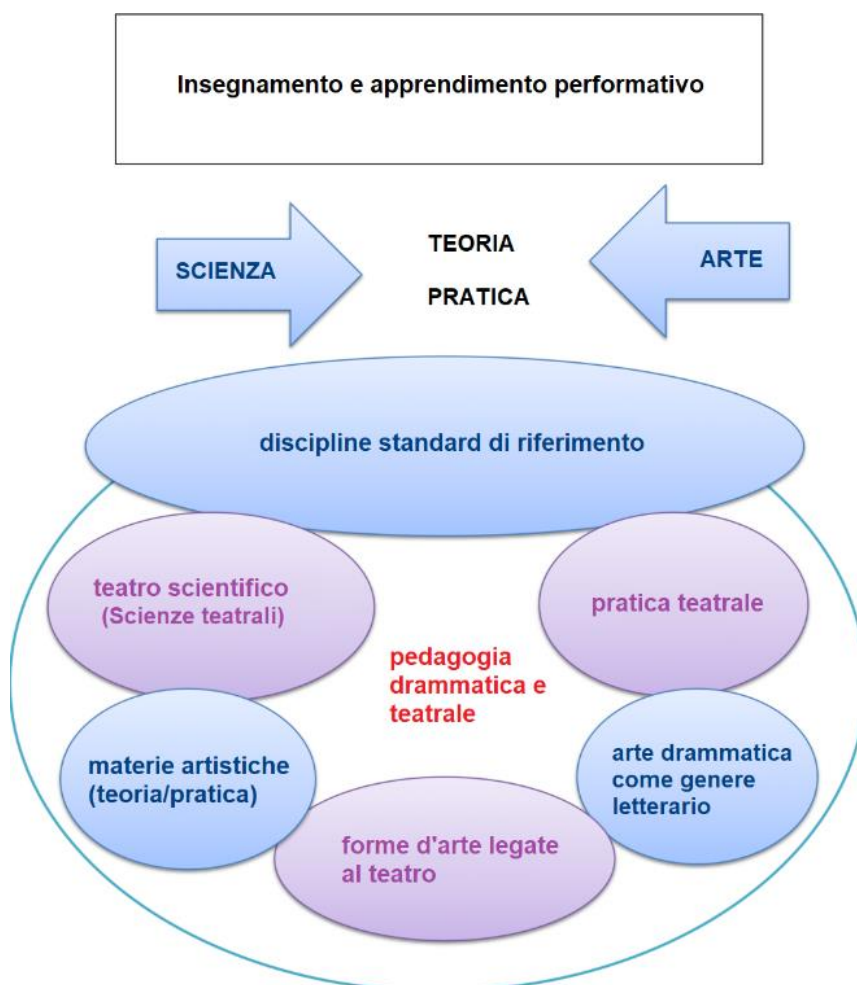 Insegnamento e apprendimento performativo
TEORIA
SCIENZA
ARTE
PRATICA
discipline standard di riferimento
teatro scientifico
(Scienze teatrali)
pratica teatrale
pedagogia
drammatica e
teatrale
materie artistiche
(teoria/pratica)
arte drammatica
come genere
letterario
forme d'arte legate
al teatro